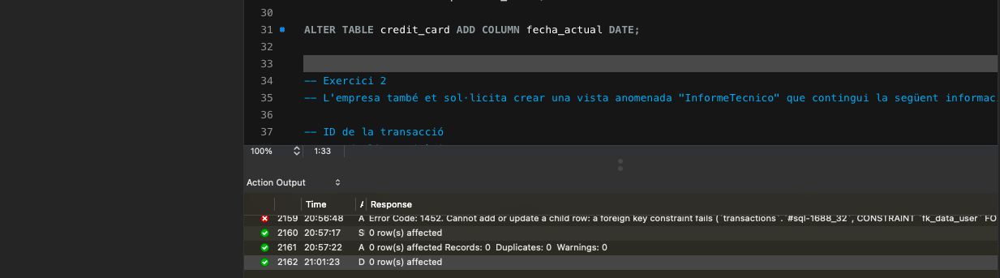 30
31 ALTER TABLE credit_card ADD COLUMN fecha_actual DATE;
32
33
34 -- Exercici 2
35 -- L'empresa també et sol·licita crear una vista anomenada "InformeTecnico" que contingui la següent informac
36
37 -- ID de la transacció
100% 1:33
Action Output
Time A Response
2159 20:56:48 A Error Code: 1452. Cannot add or update a child row: a foreign key constraint fails (`transactions`.`#sql-1688_32`, CONSTRAINT `fk_data_user` FO
2160 20:57:17 S 0 row(s) affected
2161 20:57:22 A 0 row(s) affected Records: 0 Duplicates: 0 Warnings: 0
2162 21:01:23 D 0 row(s) affected